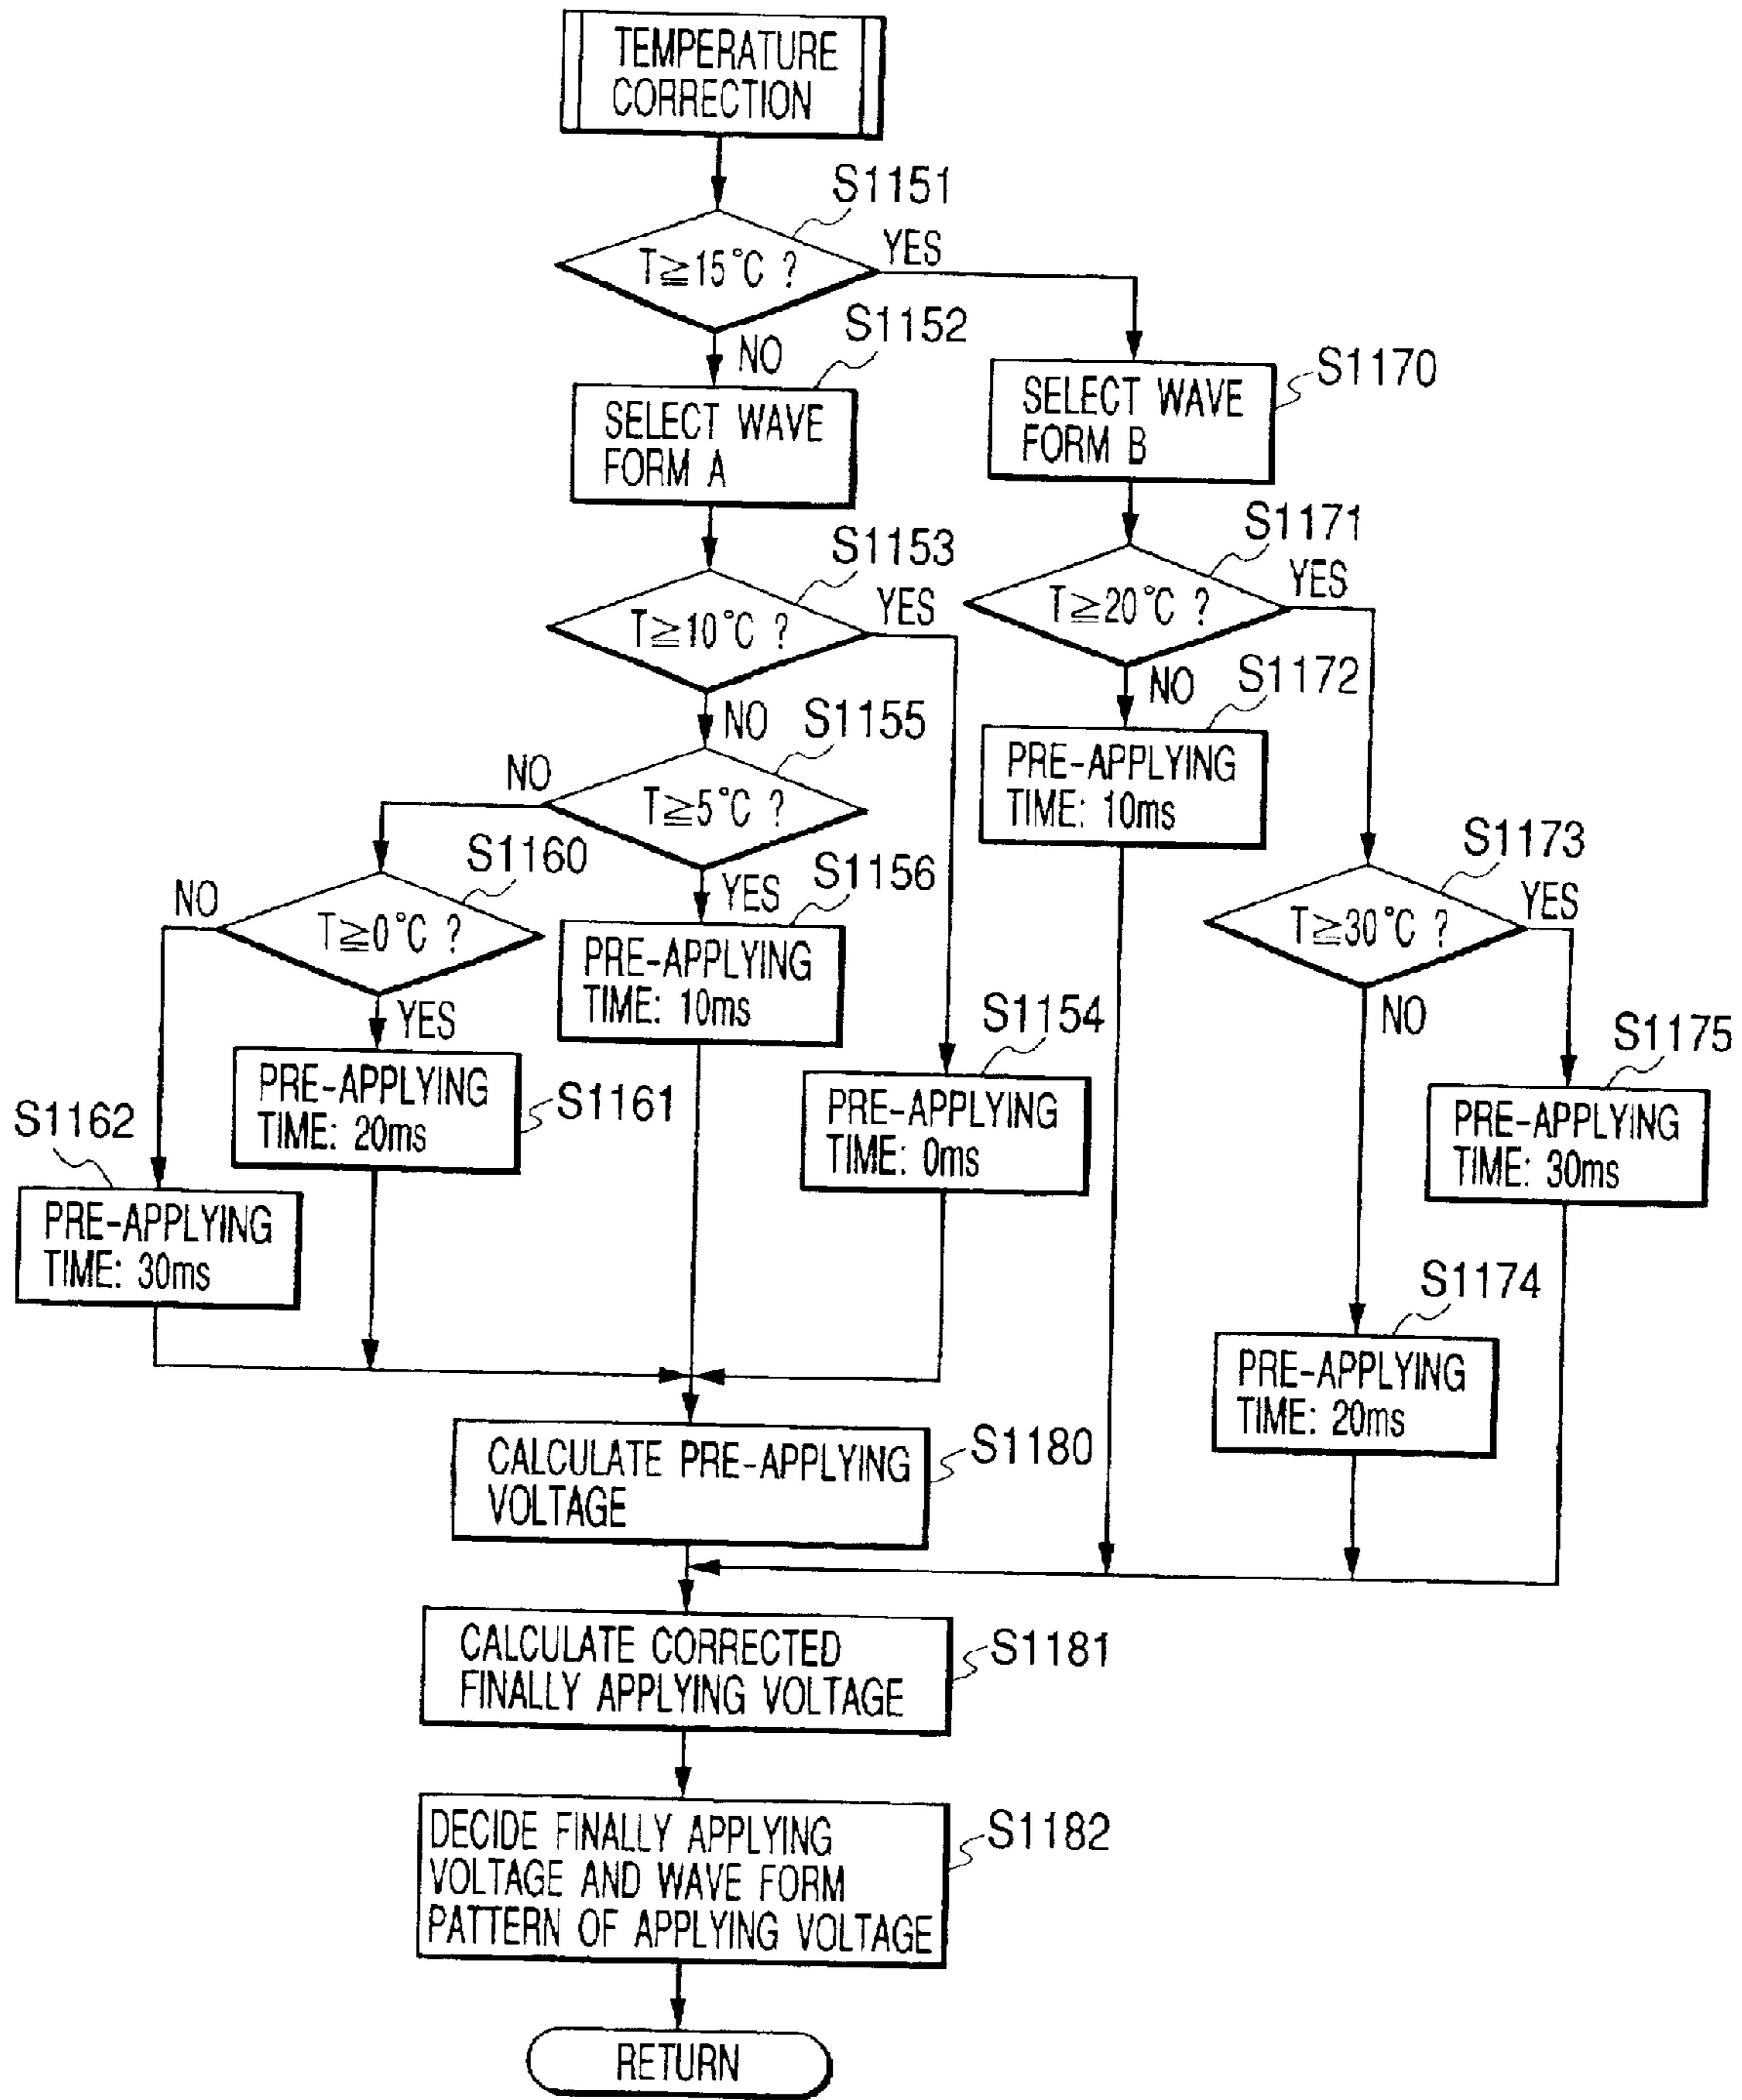 TEMPERATURE
CORRECTION
S1151
T≧15°C ?
YES
NO
S1152
SELECT WAVE
FORM A
S1170
SELECT WAVE
FORM B
S1153
T≧10°C ?
YES
NO
S1171
T≧20°C ?
YES
NO
S1172
PRE-APPLYING
TIME: 10ms
S1155
NO
T≧5°C ?
YES
S1156
PRE-APPLYING
TIME: 10ms
S1160
NO
T≧0°C ?
YES
S1173
T≧30°C ?
YES
NO
S1154
PRE-APPLYING
TIME: 0ms
S1175
PRE-APPLYING
TIME: 30ms
PRE-APPLYING
TIME: 20ms
S1161
S1162
PRE-APPLYING
TIME: 30ms
S1174
PRE-APPLYING
TIME: 20ms
CALCULATE PRE-APPLYING
VOLTAGE
S1180
CALCULATE CORRECTED
FINALLY APPLYING VOLTAGE
S1181
DECIDE FINALLY APPLYING
VOLTAGE AND WAVE FORM
PATTERN OF APPLYING VOLTAGE
S1182
RETURN